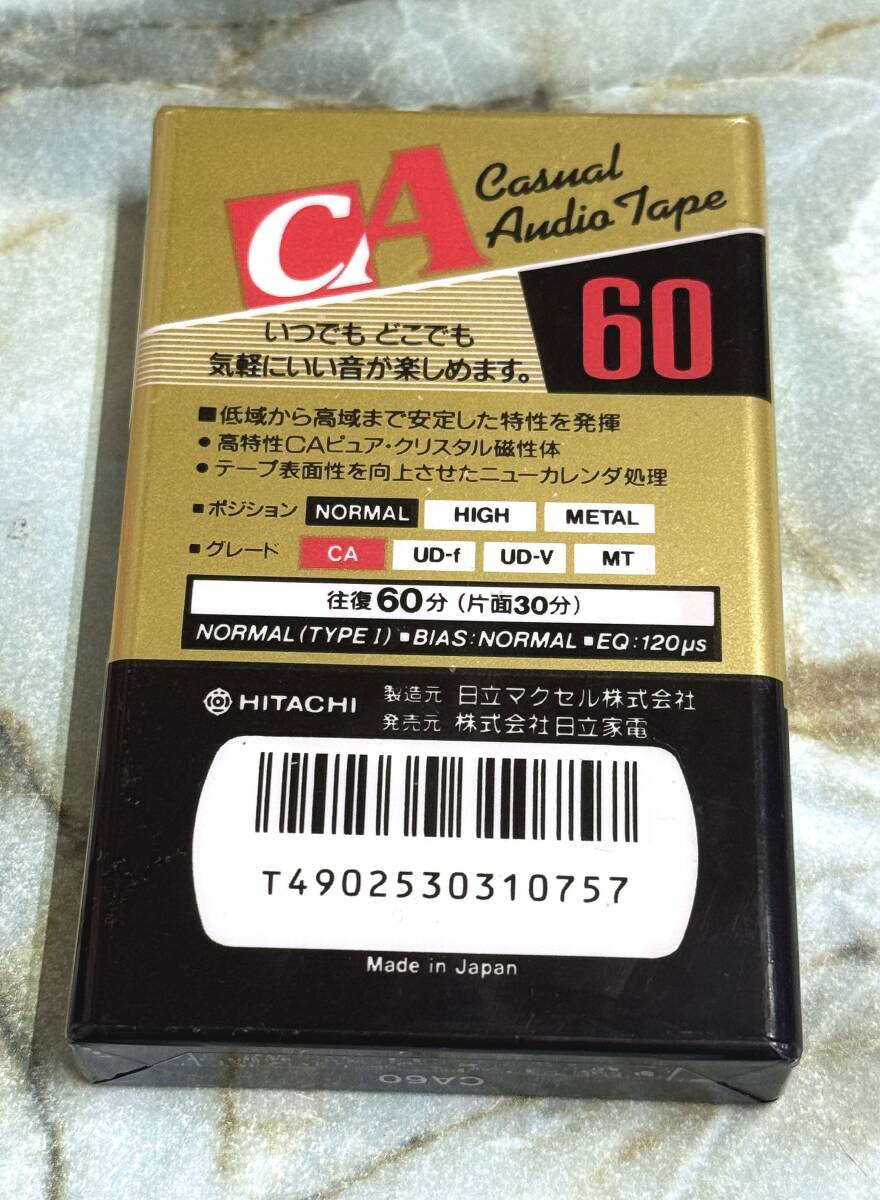 CA Casual
Audio Tape
60
いつでも どこでも
気軽にいい音が楽しめます。
■低域から高域まで安定した特性を発揮
●高特性CAピュア・クリスタル磁性体
●テープ表面性を向上させたニューカレンダ処理
■ポジション NORMAL HIGH METAL
■グレード CA UD-f UD-V MT
往復60分(片面30分)
NORMAL(TYPE I)■BIAS:NORMAL■EQ:120μs
HITACHI 製造元 日立マクセル株式会社
発売元 株式会社日立家電
T4902530310757
Made in Japan
CA60